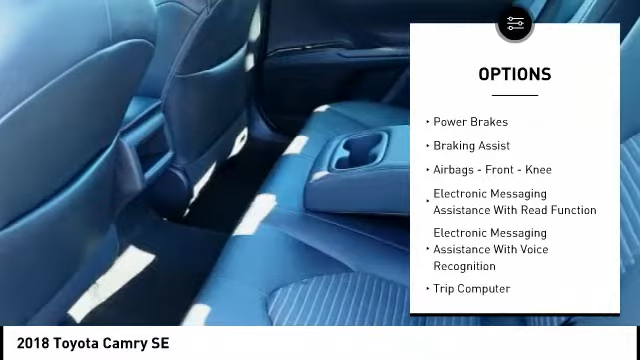 OPTIONS
Power Brakes
Braking Assist
Airbags - Front - Knee
Electronic Messaging
Assistance With Read Function
Electronic Messaging
Assistance With Voice
Recognition
Trip Computer
2018 Toyota Camry SE